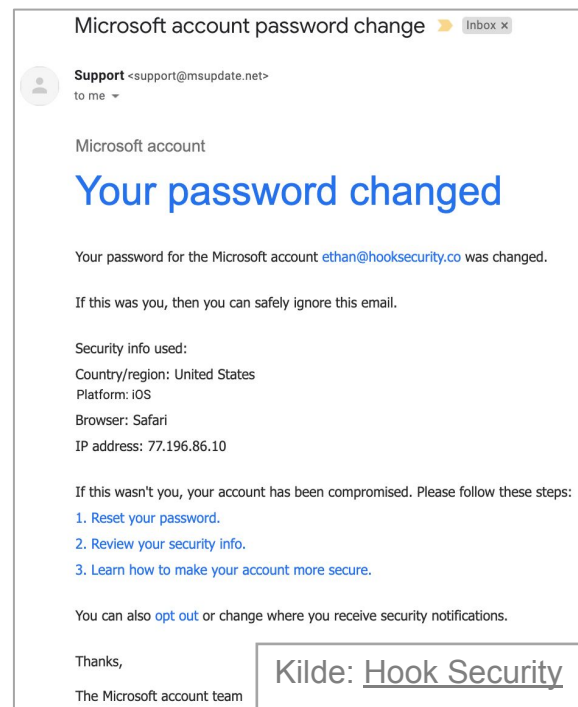 Microsoft account password change Inbox x
Support <support@msupdate.net>
to me
Microsoft account
Your password changed
Your password for the Microsoft account ethan@hooksecurity.co was changed.
If this was you, then you can safely ignore this email.
Security info used:
Country/region: United States
Platform: iOS
Browser: Safari
IP address: 77.196.86.10
If this wasn't you, your account has been compromised. Please follow these steps:
1. Reset your password.
2. Review your security info.
3. Learn how to make your account more secure.
You can also opt out or change where you receive security notifications.
Thanks,
The Microsoft account team
Kilde: Hook Security